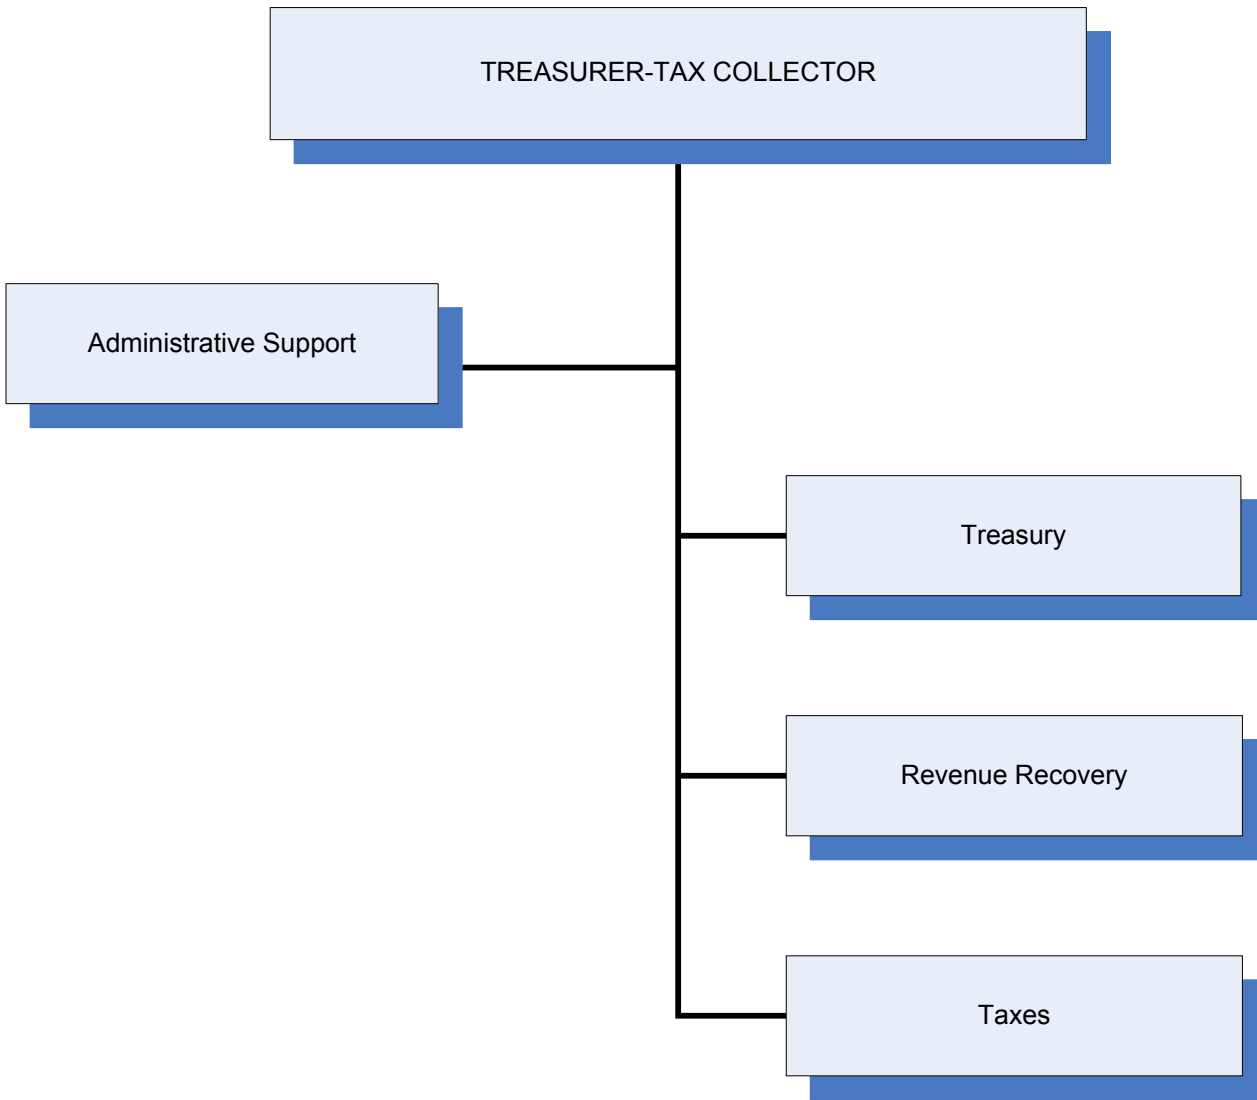 TREASURER-TAX COLLECTOR
Administrative Support
Treasury
Revenue Recovery
Taxes